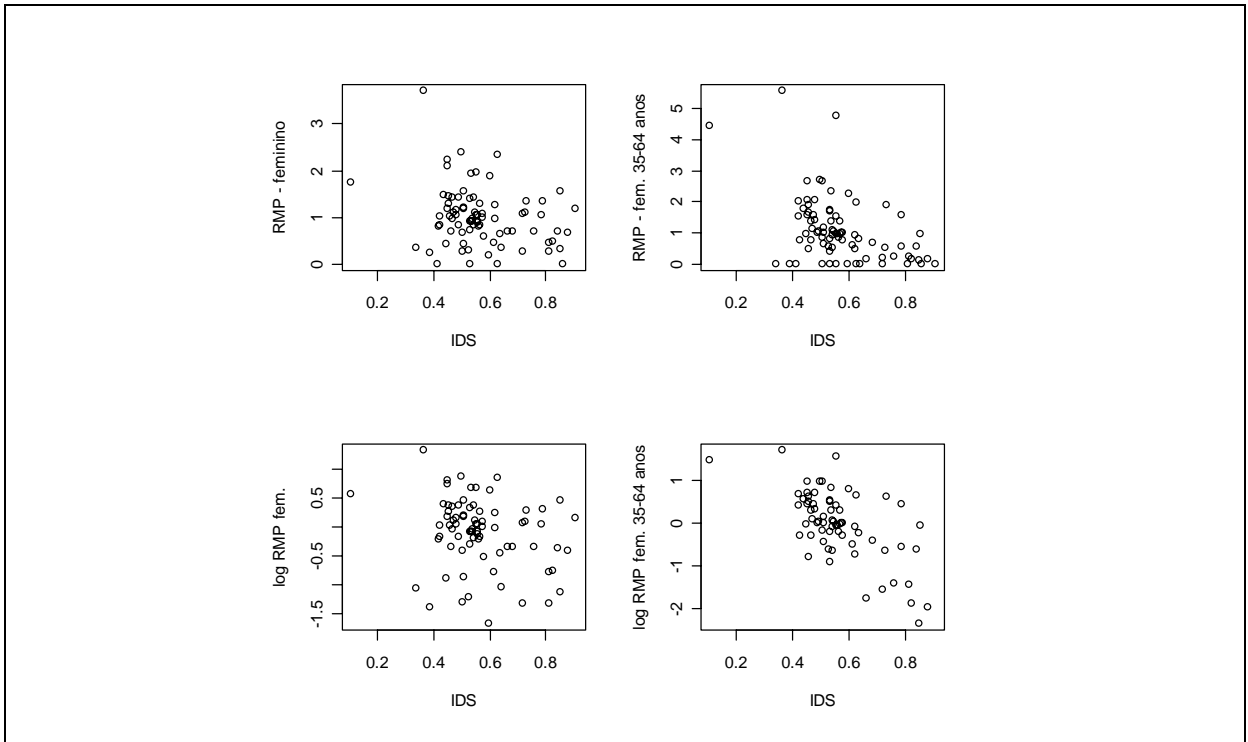 RMP - feminino
3
2
1
0
0.2 0.4 0.6 0.8
IDS
RMP - fem. 35-64 anos
5
4
3
2
1
0
0.2 0.4 0.6 0.8
IDS
log RMP fem.
0.5
-0.5
-1.5
0.2 0.4 0.6 0.8
IDS
log RMP fem. 35-64 anos
1
0
-1
-2
0.2 0.4 0.6 0.8
IDS